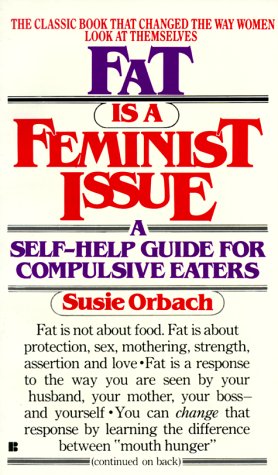 THE CLASSIC BOOK THAT CHANGED THE WAY WOMEN
LOOK AT THEMSELVES
FAT
IS A
FEMINIST
ISSUE
A
SELF-HELP GUIDE FOR
COMPULSIVE EATERS
Susie Orbach
Fat is not about food. Fat is about
protection, sex, mothering, strength,
assertion and love • Fat is a response
to the way you are seen by your
husband, your mother, your boss–
and yourself • You can change that
response by learning the difference
between "mouth hunger"
(continued on back)